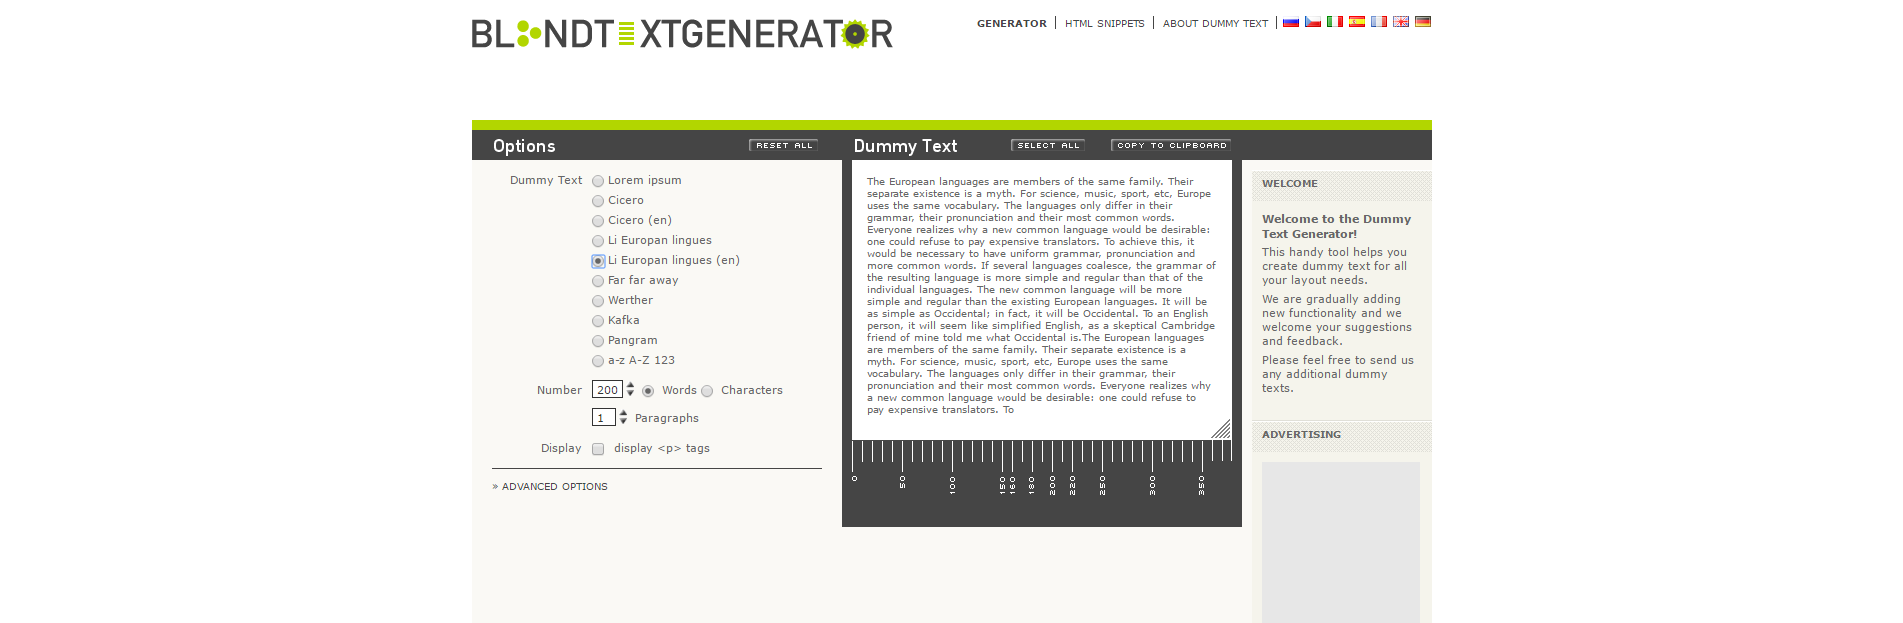 BLINDTEXTGENERATOR
GENERATOR
HTML SNIPPETS
ABOUT DUMMY TEXT
Options
RESET ALL
Dummy Text
Lorem ipsum
Cicero
Cicero (en)
Li Europan lingues
Li Europan lingues (en)
Far far away
Werther
Kafka
Pangram
a-z A-Z 123
Number
200
Words
Characters
1
Paragraphs
Display
display <p> tags
» ADVANCED OPTIONS
Dummy Text
SELECT ALL
COPY TO CLIPBOARD
The European languages are members of the same family. Their
separate existence is a myth. For science, music, sport, etc, Europe
uses the same vocabulary. The languages only differ in their
grammar, their pronunciation and their most common words.
Everyone realizes why a new common language would be desirable:
one could refuse to pay expensive translators. To achieve this, it
would be necessary to have uniform grammar, pronunciation and
more common words. If several languages coalesce, the grammar of
the resulting language is more simple and regular than that of the
individual languages. The new common language will be more
simple and regular than the existing European languages. It will be
as simple as Occidental; in fact, it will be Occidental. To an English
person, it will seem like simplified English, as a skeptical Cambridge
friend of mine told me what Occidental is.The European languages
are members of the same family. Their separate existence is a
myth. For science, music, sport, etc, Europe uses the same
vocabulary. The languages only differ in their grammar, their
pronunciation and their most common words. Everyone realizes why
a new common language would be desirable: one could refuse to
pay expensive translators. To
0
50
100
150
160
180
200
220
250
300
350
WELCOME
Welcome to the Dummy
Text Generator!
This handy tool helps you
create dummy text for all
your layout needs.
We are gradually adding
new functionality and we
welcome your suggestions
and feedback.
Please feel free to send us
any additional dummy
texts.
ADVERTISING